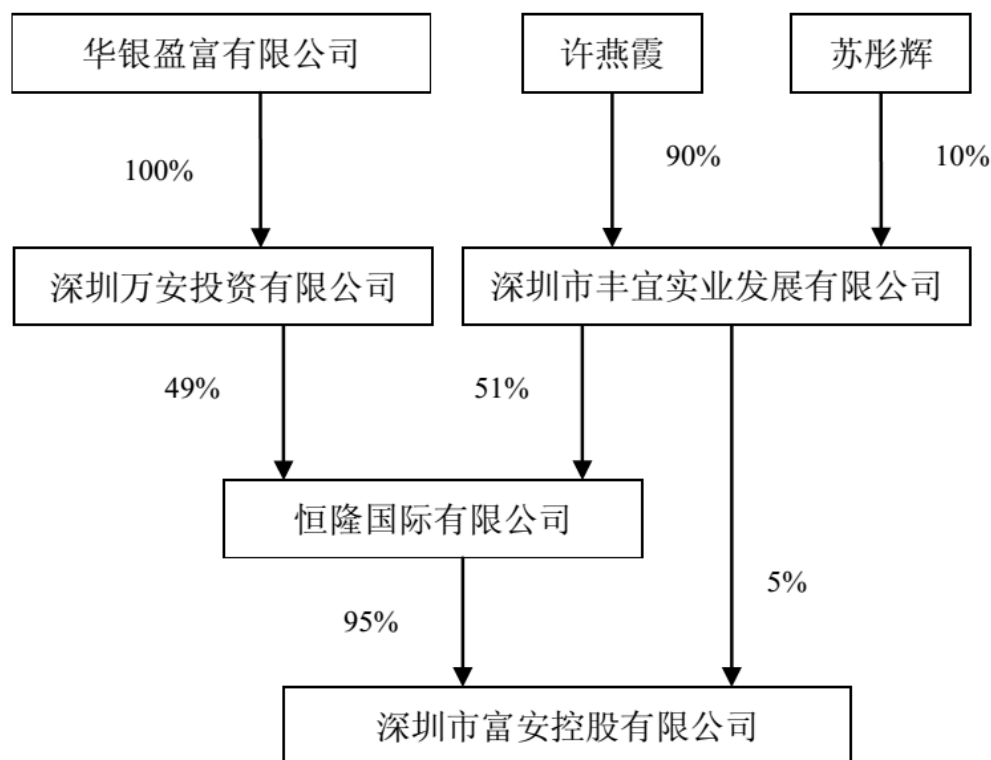 华银盈富有限公司
许燕霞
苏彤辉
100%
90%
10%
深圳万安投资有限公司
深圳市丰宜实业发展有限公司
49%
51%
恒隆国际有限公司
5%
95%
深圳市富安控股有限公司